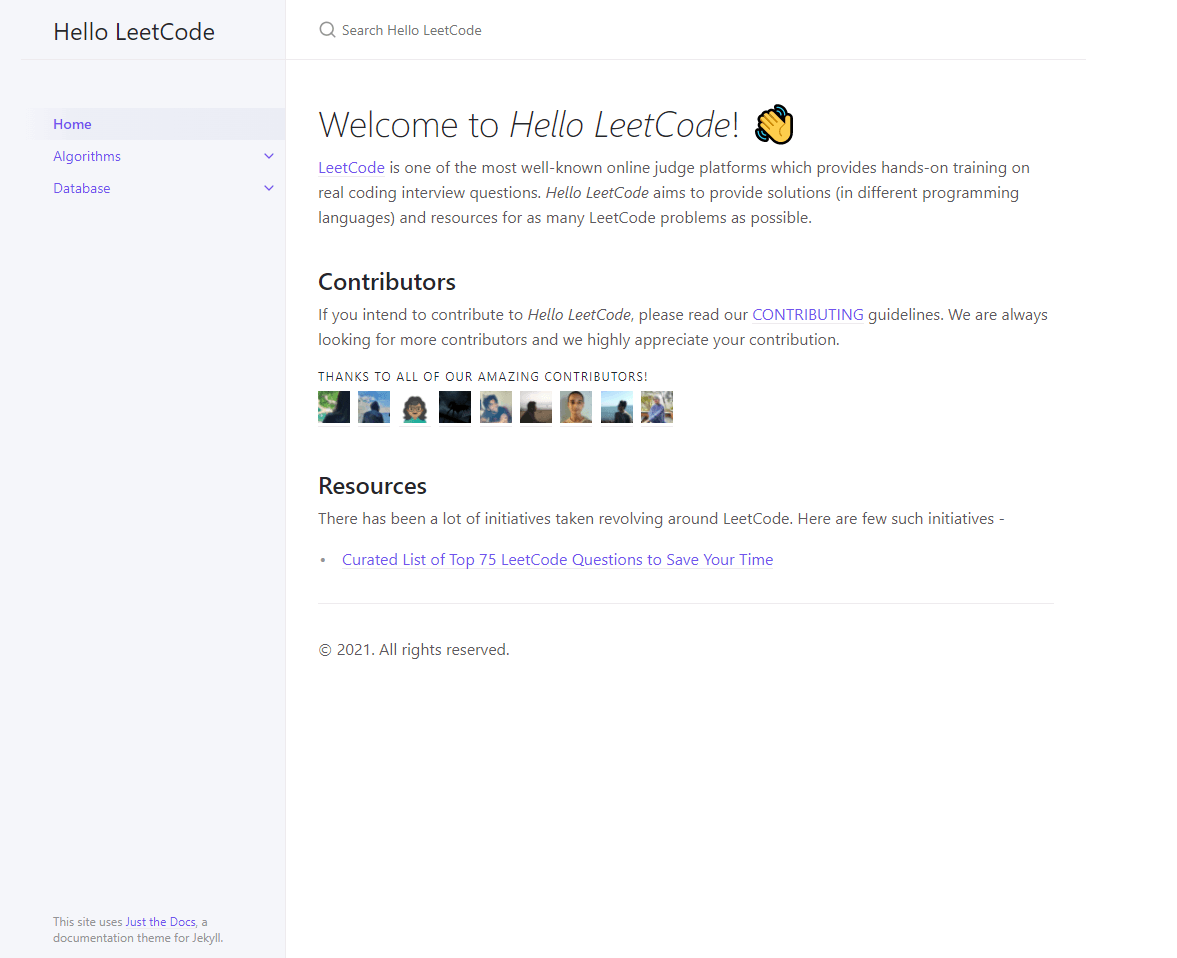 Hello LeetCode
Search Hello LeetCode
Home
Algorithms
Database
Welcome to Hello LeetCode! 👋
LeetCode is one of the most well-known online judge platforms which provides hands-on training on
real coding interview questions. Hello LeetCode aims to provide solutions (in different programming
languages) and resources for as many LeetCode problems as possible.
Contributors
If you intend to contribute to Hello LeetCode, please read our CONTRIBUTING guidelines. We are always
looking for more contributors and we highly appreciate your contribution.
THANKS TO ALL OF OUR AMAZING CONTRIBUTORS!
Resources
There has been a lot of initiatives taken revolving around LeetCode. Here are few such initiatives -
• Curated List of Top 75 LeetCode Questions to Save Your Time
© 2021. All rights reserved.
This site uses Just the Docs, a
documentation theme for Jekyll.